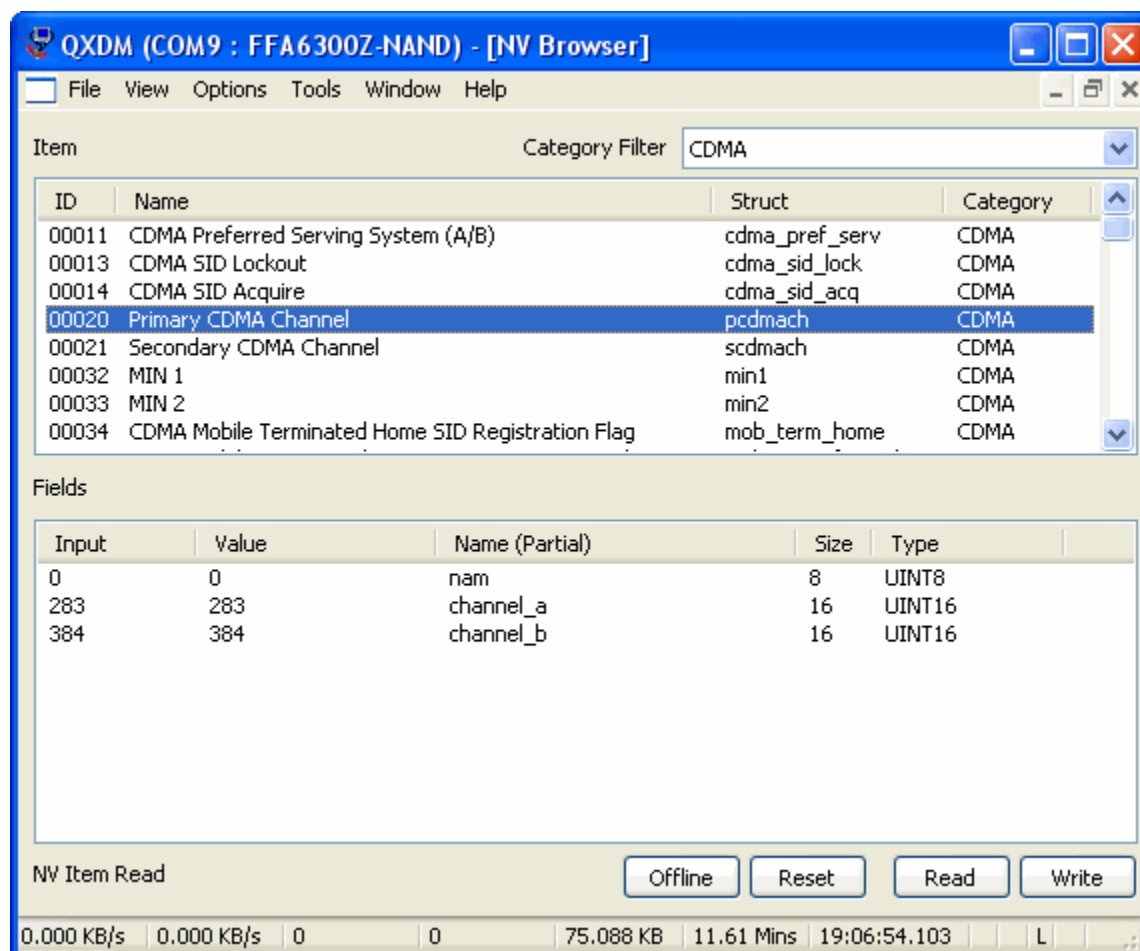 QXDM (COM9 : FFA6300Z-NAND) - [NV Browser]
File View Options Tools Window Help
Item Category Filter CDMA
ID Name Struct Category
00011 CDMA Preferred Serving System (A/B) cdma_pref_serv CDMA
00013 CDMA SID Lockout cdma_sid_lock CDMA
00014 CDMA SID Acquire cdma_sid_acq CDMA
00020 Primary CDMA Channel pcdmach CDMA
00021 Secondary CDMA Channel scdmach CDMA
00032 MIN 1 min1 CDMA
00033 MIN 2 min2 CDMA
00034 CDMA Mobile Terminated Home SID Registration Flag mob_term_home CDMA
Fields
Input Value Name (Partial) Size Type
0 0 nam 8 UINT8
283 283 channel_a 16 UINT16
384 384 channel_b 16 UINT16
NV Item Read Offline Reset Read Write
0.000 KB/s 0.000 KB/s 0 0 75.088 KB 11.61 Mins 19:06:54.103 L